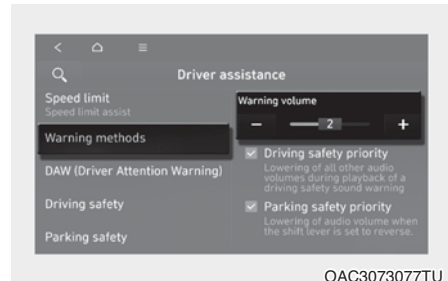 Driver assistance
Speed limit
Speed limit assist
Warning methods
DAW (Driver Attention Warning)
Driving safety
Parking safety
Warning volume
− 2 +
Driving safety priority
Lowering of all other audio
volumes during playback of a
driving safety sound warning
Parking safety priority
Lowering of audio volume when
the shift lever is set to reverse.
OAC3073077TU